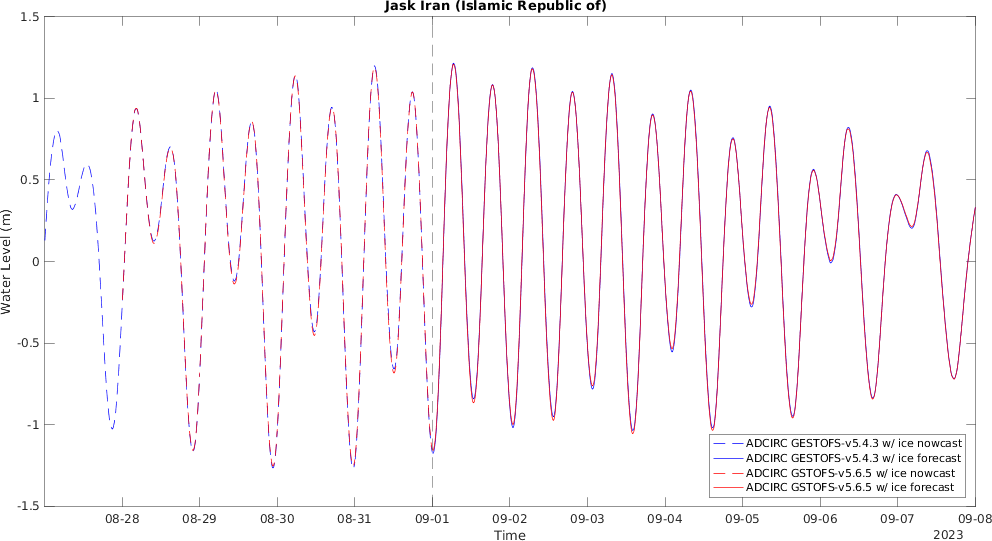 Jask Iran (Islamic Republic of)
1.5
1
0.5
0
-0.5
-1
-1.5
Water Level (m)
08-28
08-29
08-30
08-31
09-01
09-02
09-03
09-04
09-05
09-06
09-07
09-08
Time
2023
ADCIRC GESTOFS-v5.4.3 w/ ice nowcast
ADCIRC GESTOFS-v5.4.3 w/ ice forecast
ADCIRC GSTOFS-v5.6.5 w/ ice nowcast
ADCIRC GSTOFS-v5.6.5 w/ ice forecast